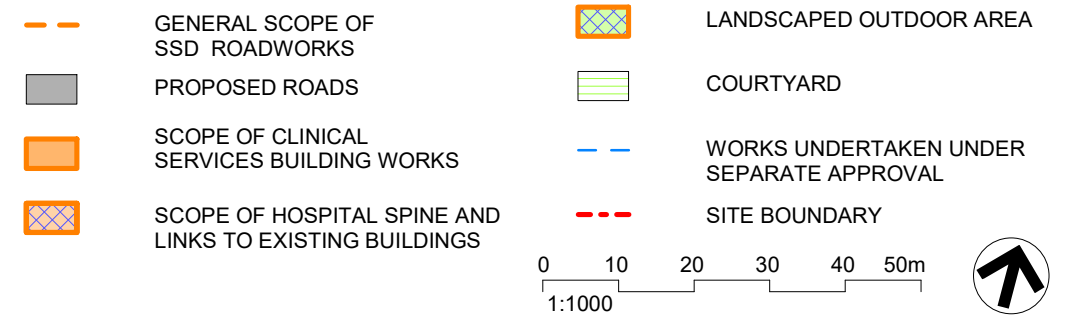 GENERAL SCOPE OF
SSD ROADWORKS
PROPOSED ROADS
SCOPE OF CLINICAL
SERVICES BUILDING WORKS
SCOPE OF HOSPITAL SPINE AND
LINKS TO EXISTING BUILDINGS
LANDSCAPED OUTDOOR AREA
COURTYARD
WORKS UNDERTAKEN UNDER
SEPARATE APPROVAL
SITE BOUNDARY
0 10 20 30 40 50m
1:1000